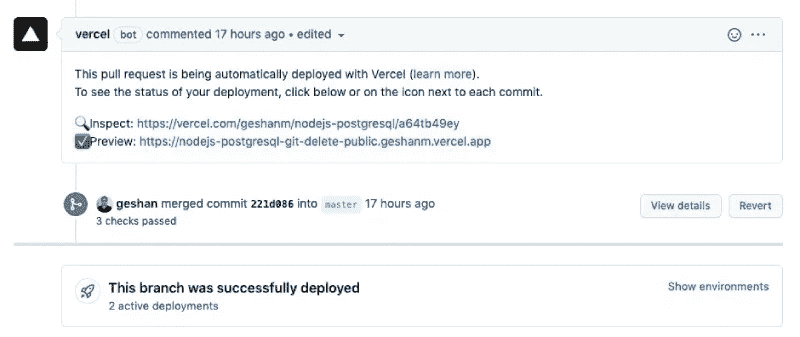 vercel bot commented 17 hours ago • edited
This pull request is being automatically deployed with Vercel (learn more).
To see the status of your deployment, click below or on the icon next to each commit.
Inspect: https://vercel.com/geshanm/nodejs-postgresql/a64tb49ey
Preview: https://nodejs-postgresql-git-delete-public.geshanm.vercel.app
geshan merged commit 221d086 into master 17 hours ago
View details
Revert
3 checks passed
This branch was successfully deployed
Show environments
2 active deployments